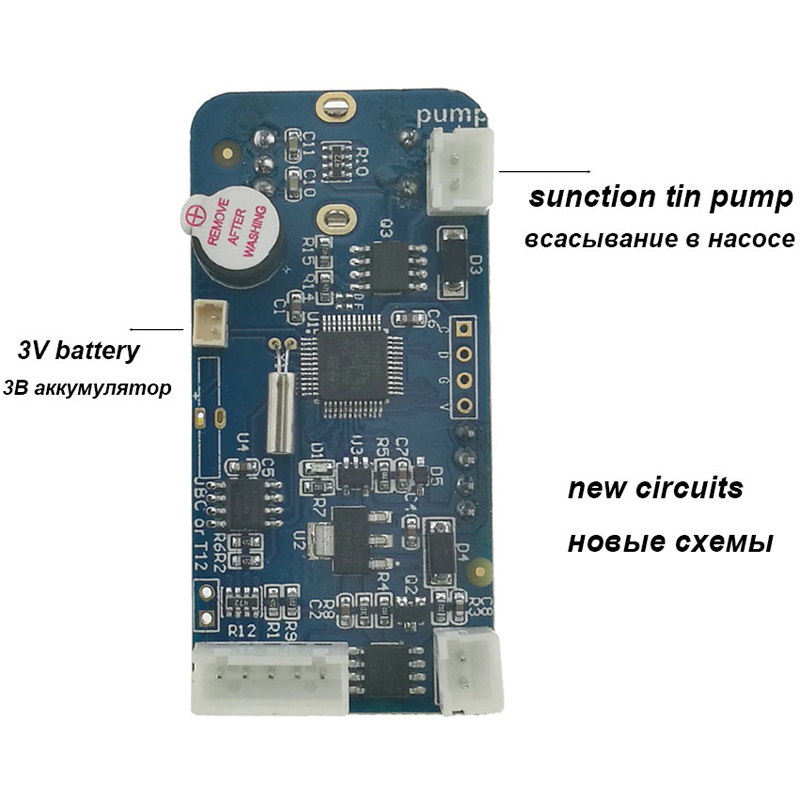 pump
C11
R10
C10
sunction tin pump
REMOVE
AFTER
WASHING
Q3
всасывание в насосе
R15
D3
R14
C1
C6
U1
C
3V battery
D
3В аккумулятор
G
V
U4
D1
U3
R5
C7
C5
D5
new circuits
R7
C4
JBC or T12
U2
новые схемы
R6R2
D4
R4
Q2
R8
C2
C8
R3
R12
R1
R9